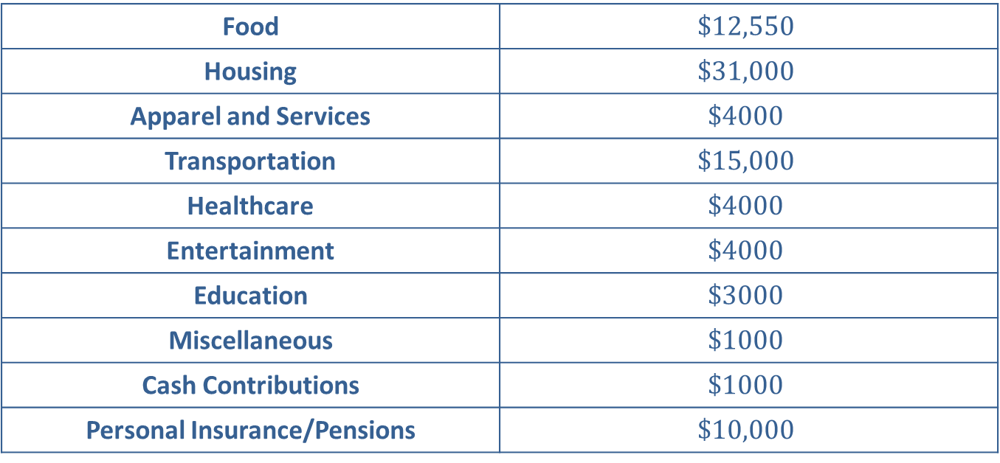 Food $12,550
Housing $31,000
Apparel and Services $4000
Transportation $15,000
Healthcare $4000
Entertainment $4000
Education $3000
Miscellaneous $1000
Cash Contributions $1000
Personal Insurance/Pensions $10,000